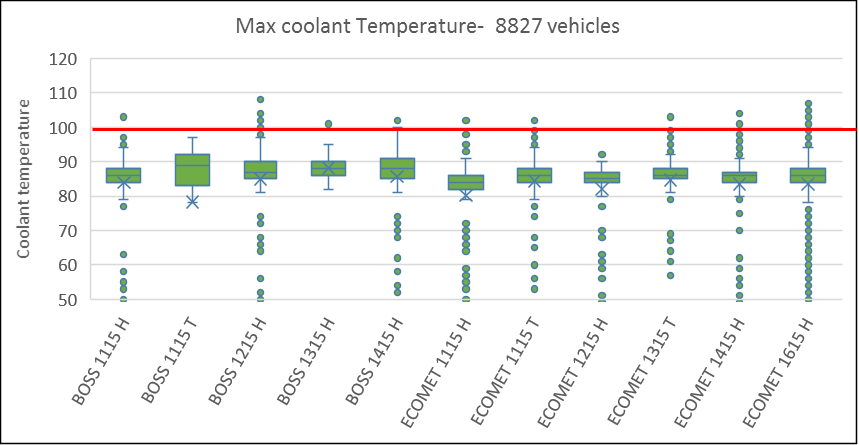 Max coolant Temperature-  8827 vehicles
Coolant temperature
120
110
100
90
80
70
60
50
BOSS 1115 H
BOSS 1115 T
BOSS 1215 H
BOSS 1315 H
BOSS 1415 H
ECOMET 1115 H
ECOMET 1115 T
ECOMET 1215 H
ECOMET 1315 T
ECOMET 1415 H
ECOMET 1615 H